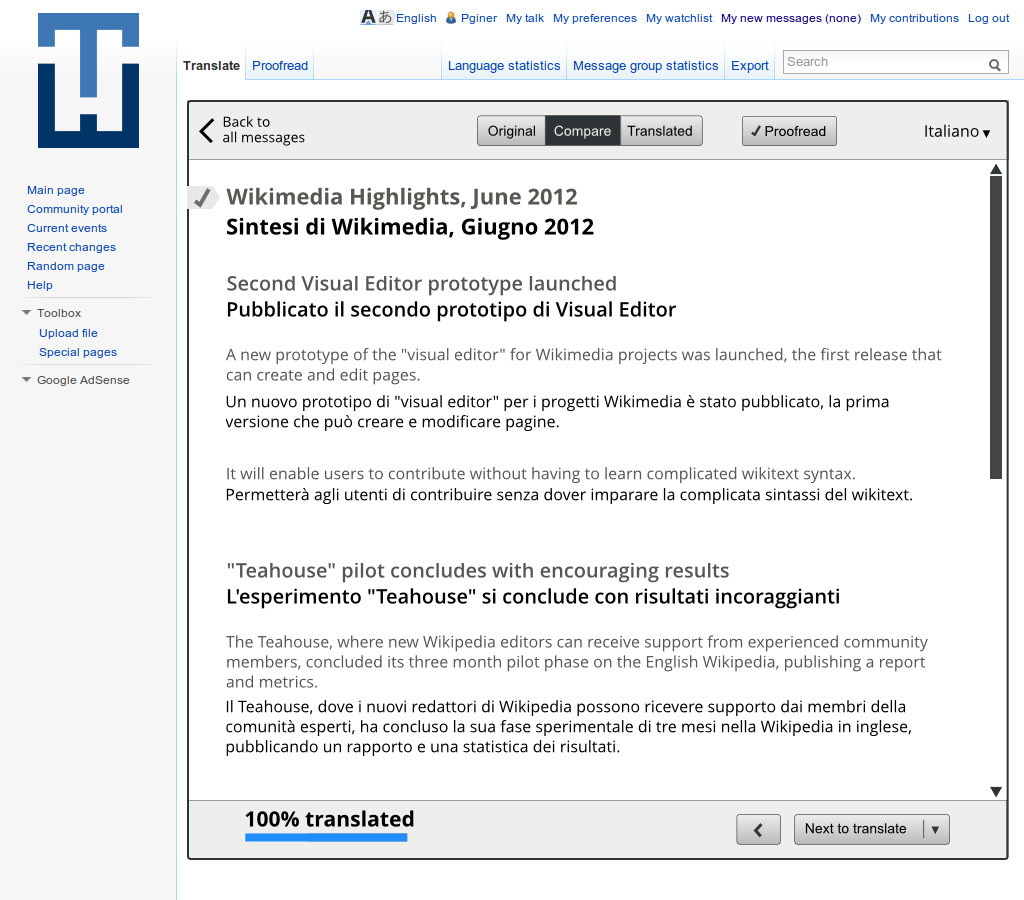 Aあ English Pginer My talk My preferences My watchlist My new messages (none) My contributions Log out
Translate Proofread Language statistics Message group statistics Export Search
Back to
all messages
Original Compare Translated ✓ Proofread Italiano ▾
Main page
Community portal
Current events
Recent changes
Random page
Help
Toolbox
Upload file
Special pages
Google AdSense
Wikimedia Highlights, June 2012
Sintesi di Wikimedia, Giugno 2012
Second Visual Editor prototype launched
Pubblicato il secondo prototipo di Visual Editor
A new prototype of the "visual editor" for Wikimedia projects was launched, the first release that
can create and edit pages.
Un nuovo prototipo di "visual editor" per i progetti Wikimedia è stato pubblicato, la prima
versione che può creare e modificare pagine.
It will enable users to contribute without having to learn complicated wikitext syntax.
Permetterà agli utenti di contribuire senza dover imparare la complicata sintassi del wikitext.
"Teahouse" pilot concludes with encouraging results
L'esperimento "Teahouse" si conclude con risultati incoraggianti
The Teahouse, where new Wikipedia editors can receive support from experienced community
members, concluded its three month pilot phase on the English Wikipedia, publishing a report
and metrics.
Il Teahouse, dove i nuovi redattori di Wikipedia possono ricevere supporto dai membri della
comunità esperti, ha concluso la sua fase sperimentale di tre mesi nella Wikipedia in inglese,
pubblicando un rapporto e una statistica dei risultati.
100% translated
Next to translate